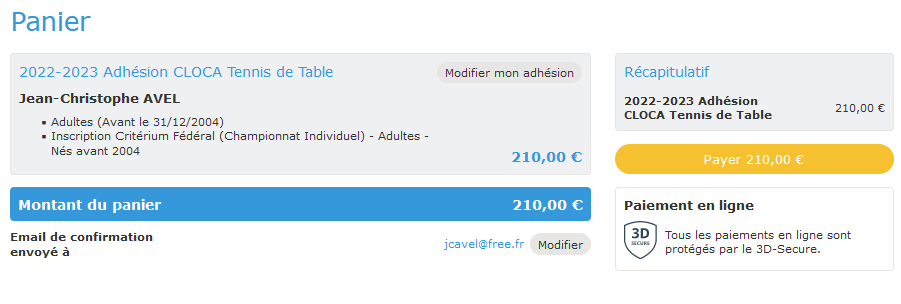 Panier
2022-2023 Adhésion CLOCA Tennis de Table
Modifier mon adhésion
Jean-Christophe AVEL
▪ Adultes (Avant le 31/12/2004)
▪ Inscription Critérium Fédéral (Championnat Individuel) - Adultes -
Nés avant 2004
210,00 €
Montant du panier
210,00 €
Email de confirmation
envoyé à
jcavel@free.fr
Modifier
Récapitulatif
2022-2023 Adhésion
CLOCA Tennis de Table
210,00 €
Payer 210,00 €
Paiement en ligne
3D
SECURE
Tous les paiements en ligne sont
protégés par le 3D-Secure.